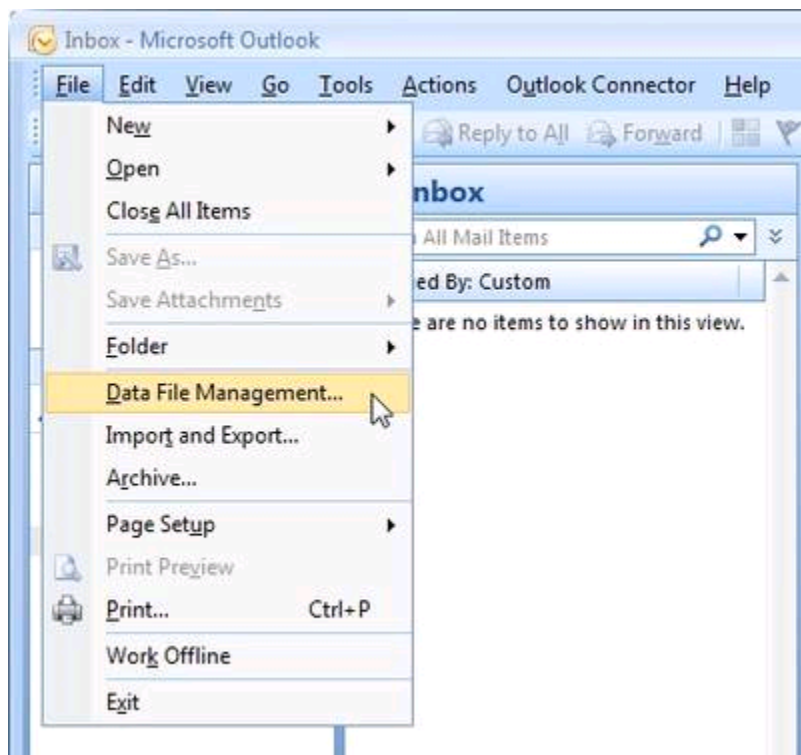 Inbox - Microsoft Outlook
File Edit View Go Tools Actions Outlook Connector Help
New
Reply to All Forward
Open
Close All Items
nbox
Save As...
All Mail Items
Save Attachments
ed By: Custom
Folder
e are no items to show in this view.
Data File Management...
Import and Export...
Archive...
Page Setup
Print Preview
Print... Ctrl+P
Work Offline
Exit